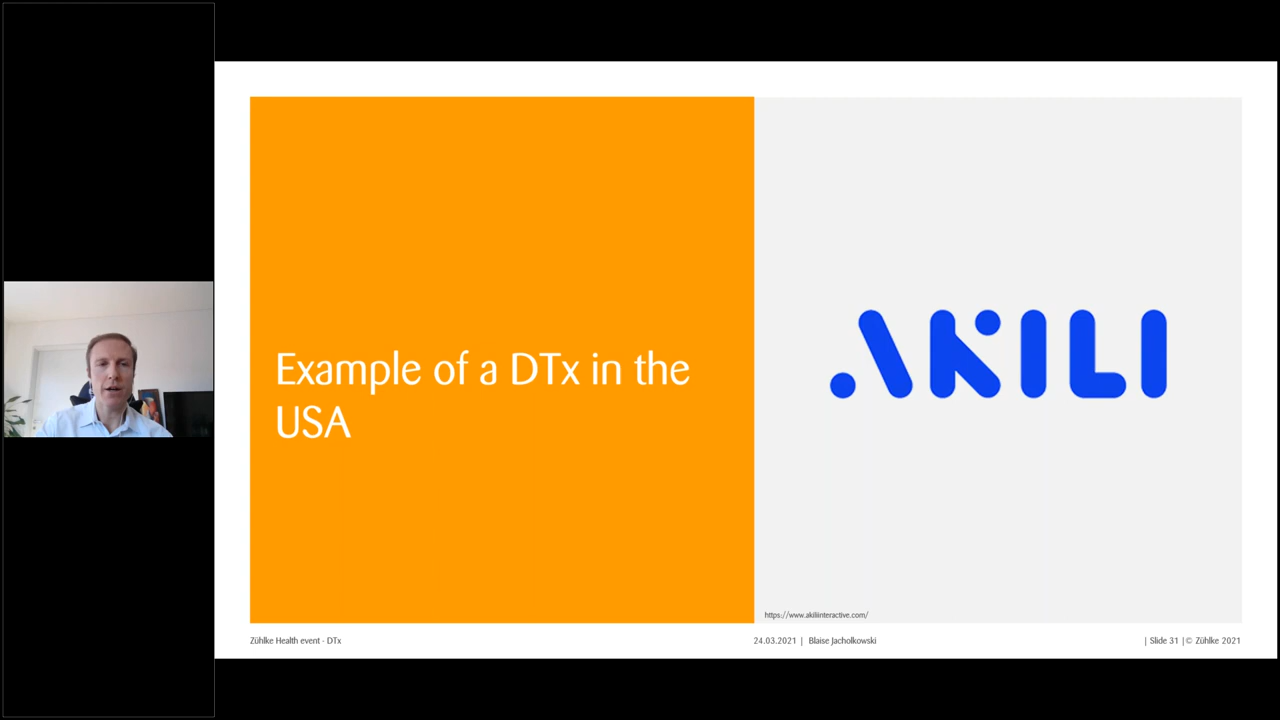 Example of a DTx in the
USA
AKILI
https://www.akiliinteractive.com/
Zühlke Health event - DTx
24.03.2021 | Blaise Jacholkowski
| Slide 31 | © Zühlke 2021